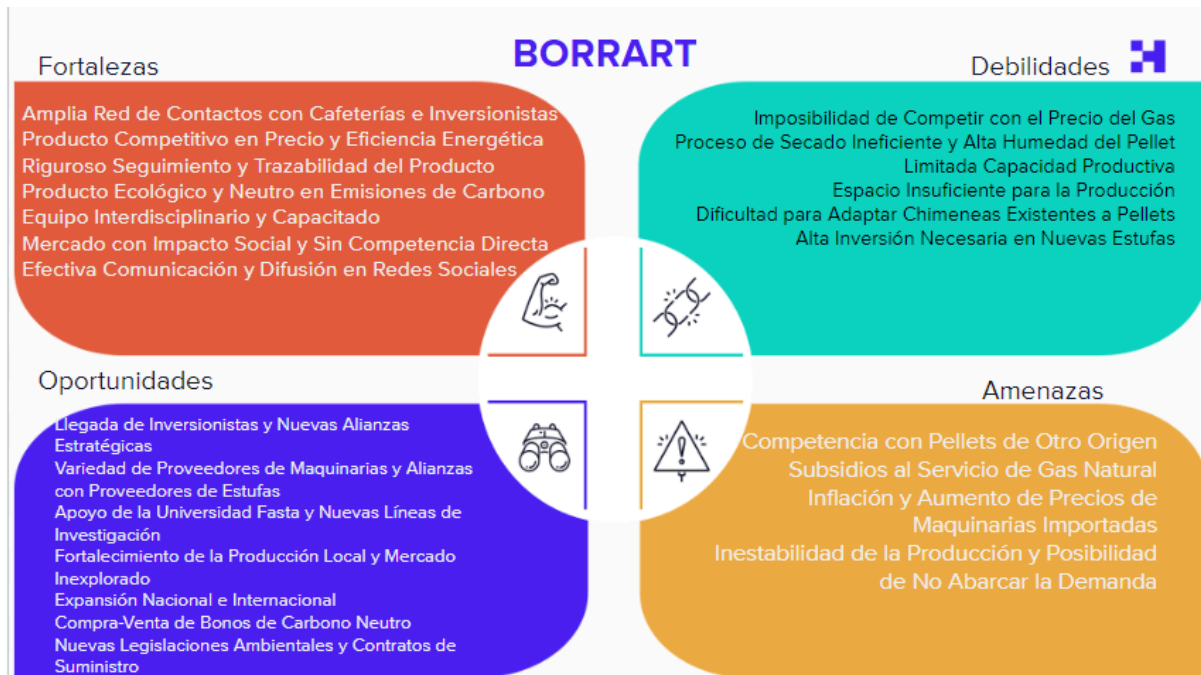 BORRART
Fortalezas
Amplia Red de Contactos con Cafeterías e Inversionistas
Producto Competitivo en Precio y Eficiencia Energética
Riguroso Seguimiento y Trazabilidad del Producto
Producto Ecológico y Neutro en Emisiones de Carbono
Equipo Interdisciplinario y Capacitado
Mercado con Impacto Social y Sin Competencia Directa
Efectiva Comunicación y Difusión en Redes Sociales
Debilidades
Imposibilidad de Competir con el Precio del Gas
Proceso de Secado Ineficiente y Alta Humedad del Pellet
Limitada Capacidad Productiva
Espacio Insuficiente para la Producción
Dificultad para Adaptar Chimeneas Existentes a Pellets
Alta Inversión Necesaria en Nuevas Estufas
Oportunidades
Llegada de Inversionistas y Nuevas Alianzas
Estratégicas
Variedad de Proveedores de Maquinarias y Alianzas
con Proveedores de Estufas
Apoyo de la Universidad Fasta y Nuevas Líneas de
Investigación
Fortalecimiento de la Producción Local y Mercado
Inexplorado
Expansión Nacional e Internacional
Compra-Venta de Bonos de Carbono Neutro
Nuevas Legislaciones Ambientales y Contratos de
Suministro
Amenazas
Competencia con Pellets de Otro Origen
Subsidios al Servicio de Gas Natural
Inflación y Aumento de Precios de
Maquinarias Importadas
Inestabilidad de la Producción y Posibilidad
de No Abarcar la Demanda